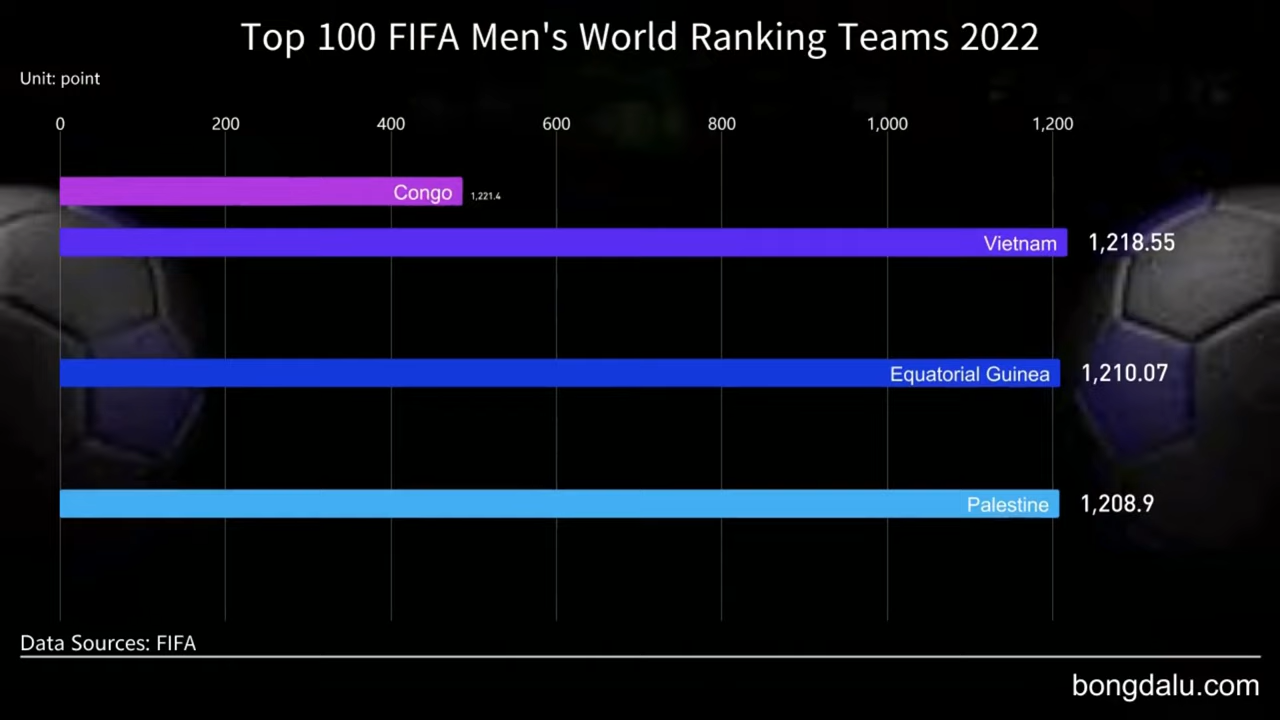 Top 100 FIFA Men's World Ranking Teams 2022
Unit: point
0 200 400 600 800 1,000 1,200
Congo 1,221.4
Vietnam 1,218.55
Equatorial Guinea 1,210.07
Palestine 1,208.9
Data Sources: FIFA
bongdalu.com